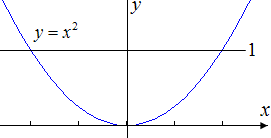 y
y = x²
1
x